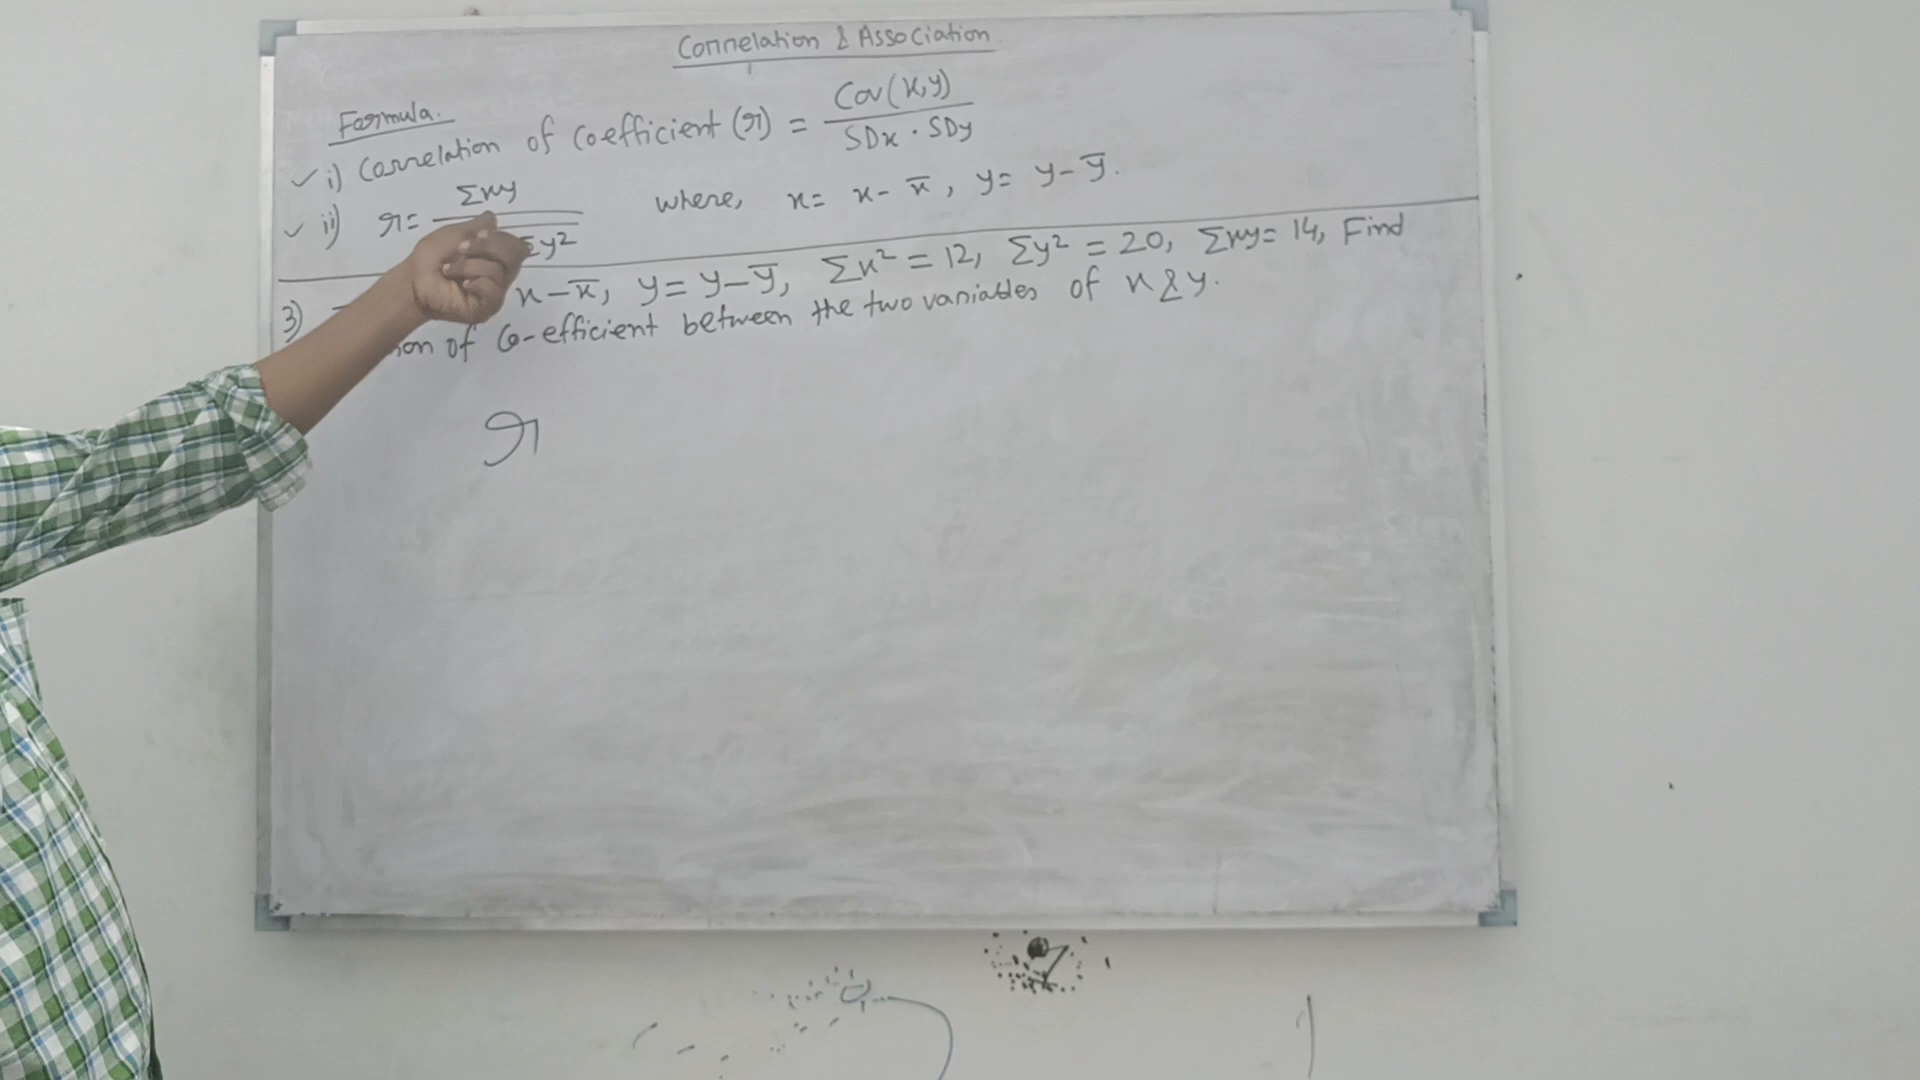 Correlation & Association
Formula.
✓ i) Correlation of Coefficient (r) = Cov(x,y) / SDx · SDy
✓ ii) r = Σxy / Σy² where, x = x - x̅, y = y - y̅.
3) x - x̅, y = y - y̅, Σx² = 12, Σy² = 20, Σxy = 14, Find
of Co-efficient between the two variables of x & y.
r